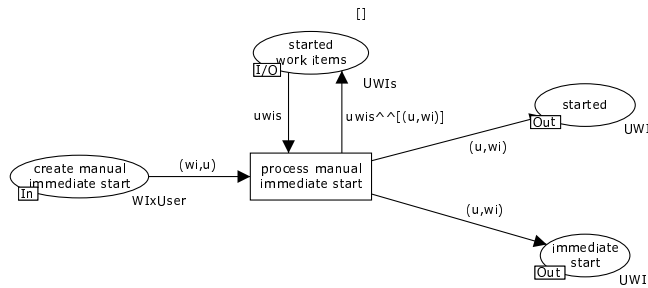 []
started
work items
I/O
UWIs
uwis
uwis^^[(u,wi)]
started
Out
UWI
(u,wi)
create manual
immediate start
In
WIxUser
(wi,u)
process manual
immediate start
(u,wi)
immediate
start
Out
UWI